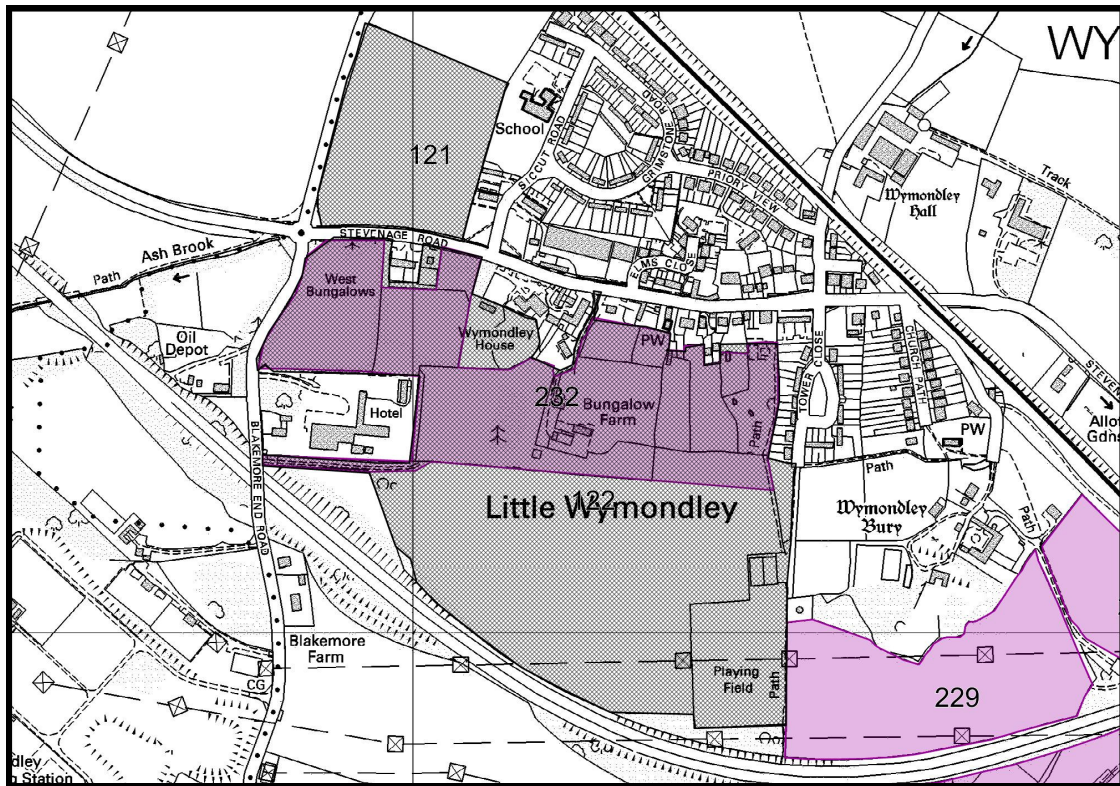 WY
School
121
SICCUT ROAD
GRIMSTONE
ROAD
PRIORY VIEW
Wymondley
Hall
Track
STEVENAGE ROAD
Ash Brook
Path
ELMS CLOSE
West
Bungalows
Oil
Depot
Wymondley
House
PW
TOWER CLOSE
CHURCH PATH
232
Bungalow
Farm
Hotel
Path
PW
Allot
Gdns
BLAKEMORE END ROAD
Path
122
Little Wymondley
Wymondley
Bury
Path
Blakemore
Farm
CG
Playing
Field
Path
229
dley
g Station